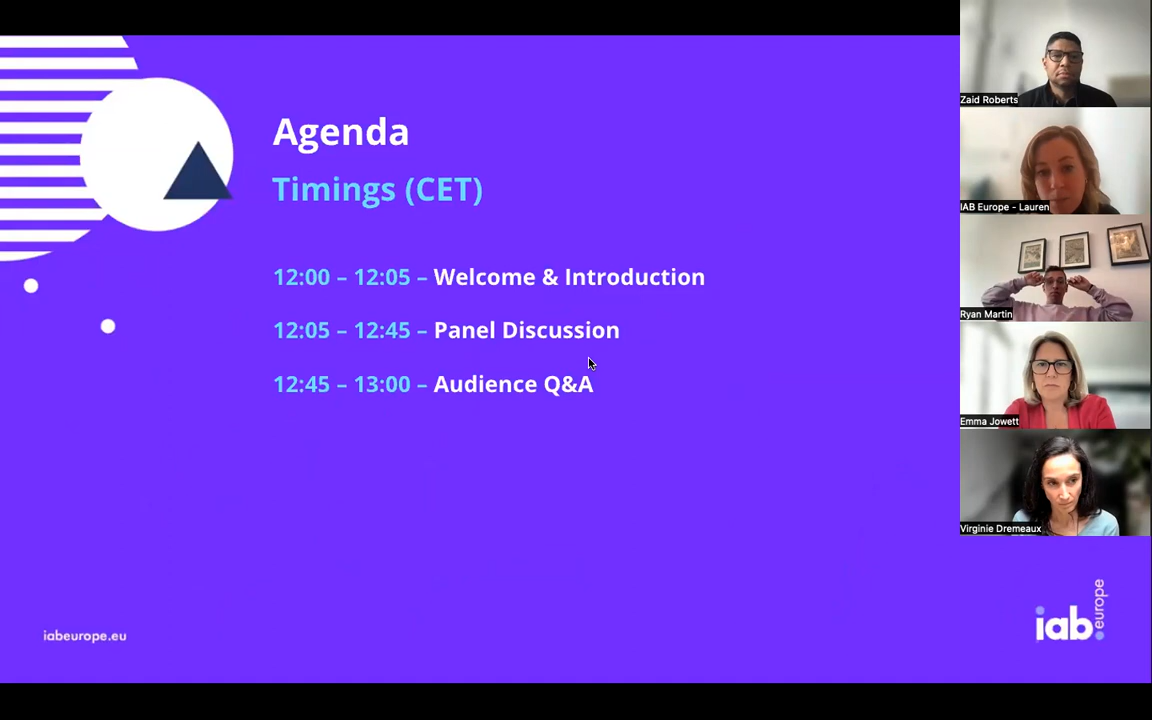 Agenda
Timings (CET)
12:00 – 12:05 – Welcome & Introduction
12:05 – 12:45 – Panel Discussion
12:45 – 13:00 – Audience Q&A
iabeurope.eu
iab europe
Zaid Roberts
IAB Europe - Lauren
Ryan Martin
Emma Jowett
Virginie Dremeaux